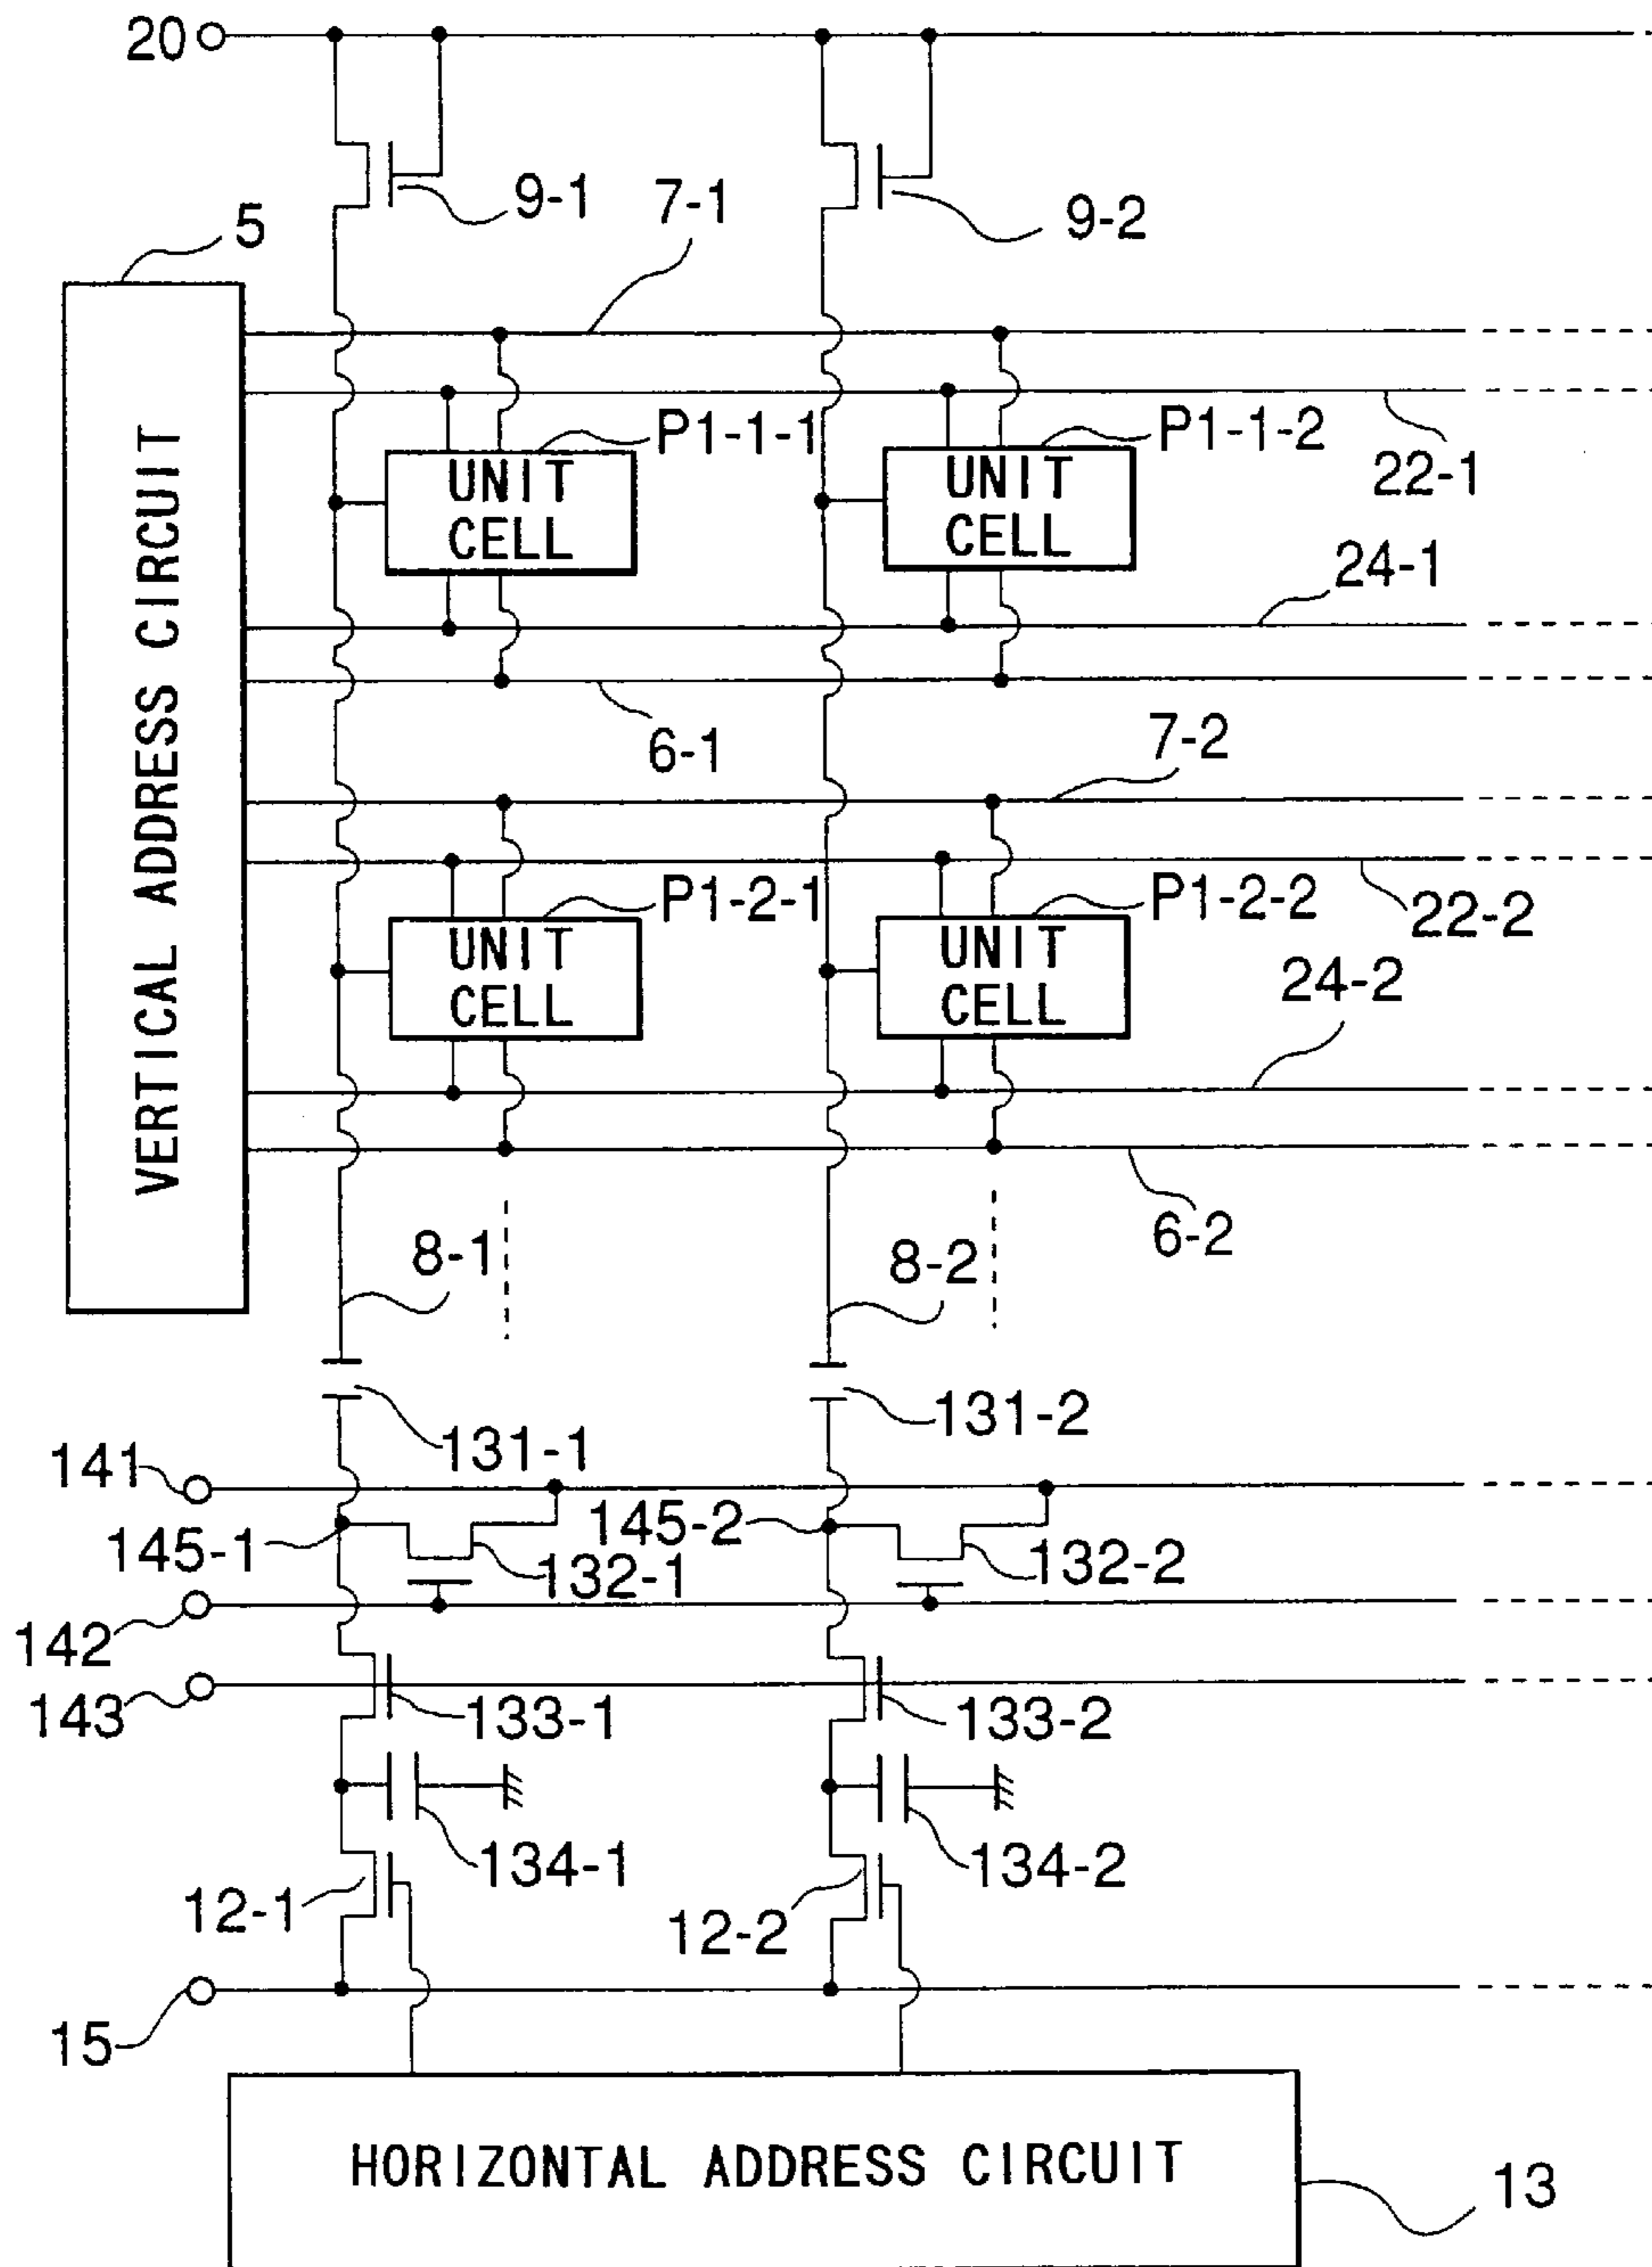 20
9-1
7-1
9-2
5
P1-1-1
P1-1-2
22-1
UNIT
CELL
UNIT
CELL
24-1
VERTICAL ADDRESS CIRCUIT
6-1
7-2
P1-2-1
P1-2-2
22-2
UNIT
CELL
UNIT
CELL
24-2
6-2
8-1
8-2
131-1
131-2
141
145-1
145-2
132-1
132-2
142
143
133-1
133-2
134-1
134-2
12-1
12-2
15
HORIZONTAL ADDRESS CIRCUIT
13